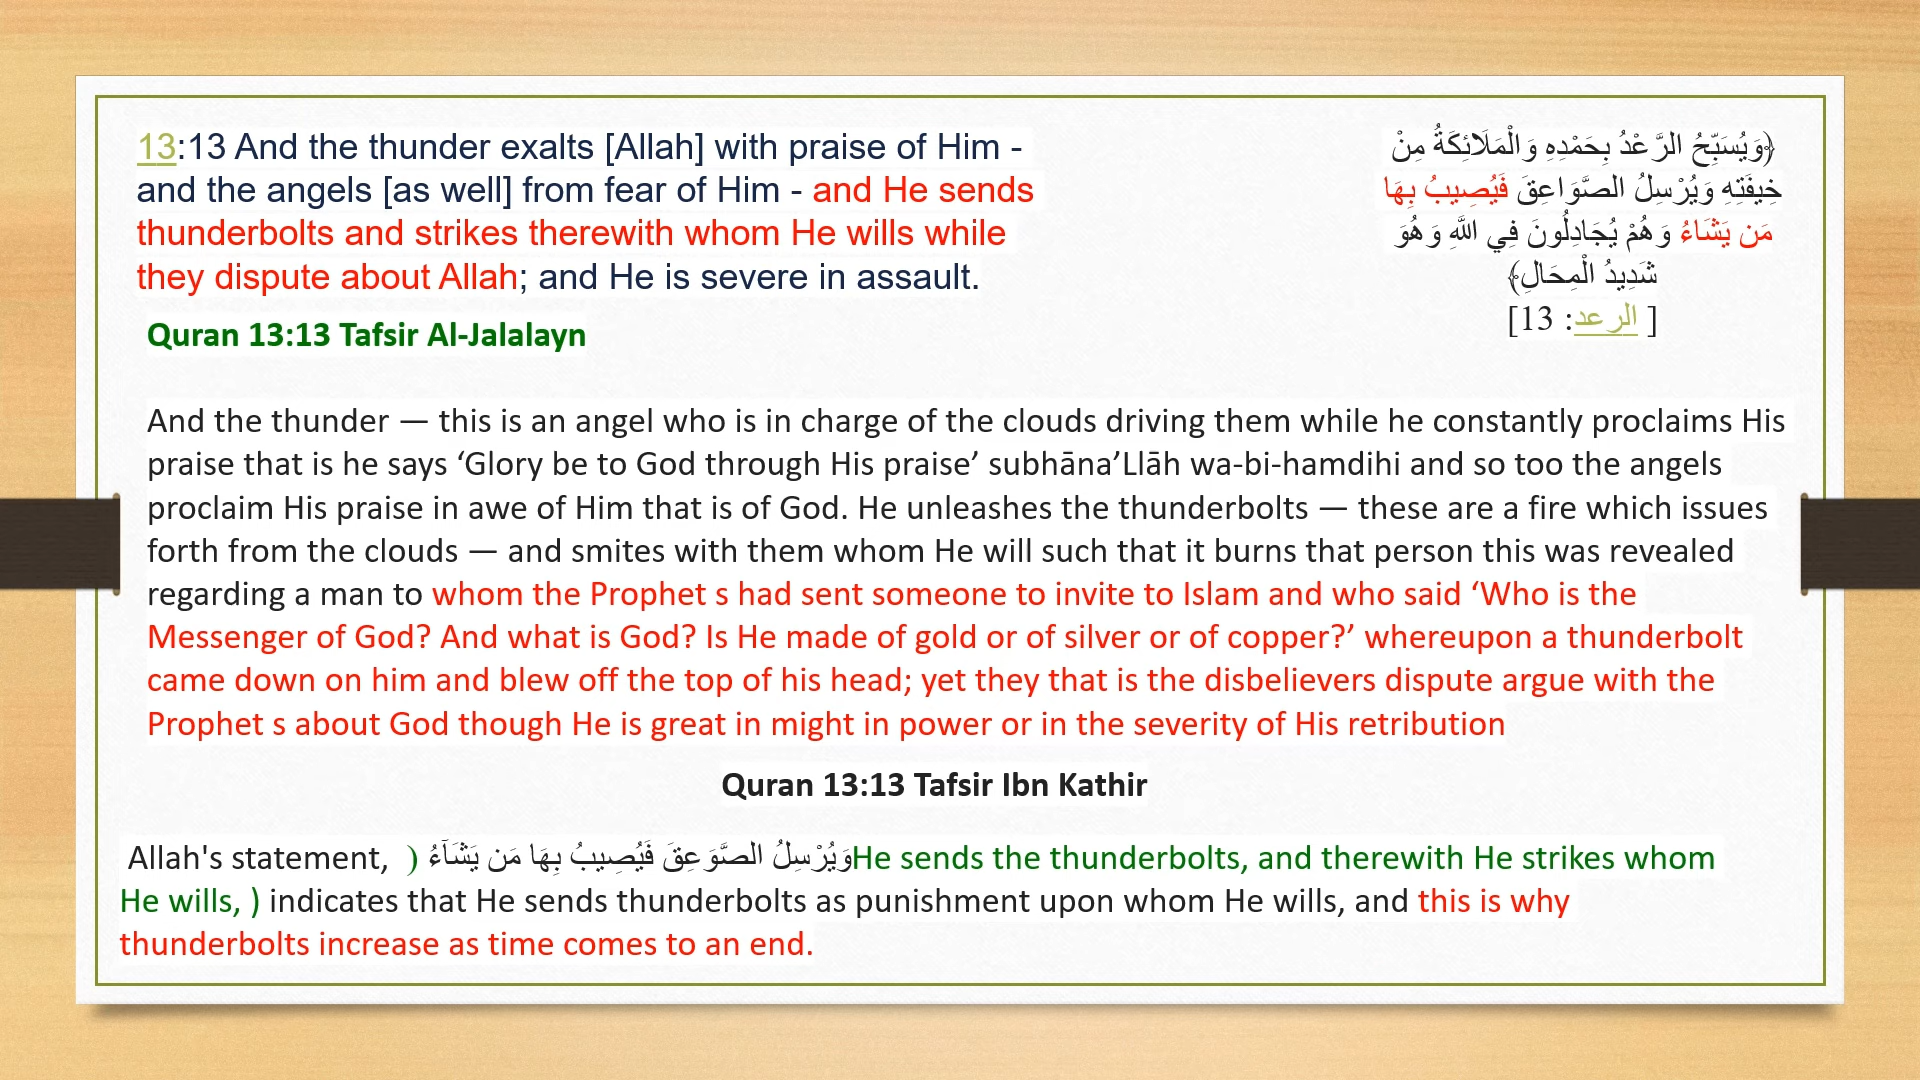 13:13 And the thunder exalts [Allah] with praise of Him -
and the angels [as well] from fear of Him - and He sends
thunderbolts and strikes therewith whom He wills while
they dispute about Allah; and He is severe in assault.
﴿وَيُسَبِّحُ الرَّعْدُ بِحَمْدِهِ وَالْمَلَائِكَةُ مِنْ
خِيفَتِهِ وَيُرْسِلُ الصَّوَاعِقَ فَيُصِيبُ بِهَا
مَن يَشَاءُ وَهُمْ يُجَادِلُونَ فِي اللَّهِ وَهُوَ
شَدِيدُ الْمِحَالِ﴾
[ الرعد: 13]
Quran 13:13 Tafsir Al-Jalalayn
And the thunder — this is an angel who is in charge of the clouds driving them while he constantly proclaims His
praise that is he says ‘Glory be to God through His praise’ subhāna’Llāh wa-bi-hamdihi and so too the angels
proclaim His praise in awe of Him that is of God. He unleashes the thunderbolts — these are a fire which issues
forth from the clouds — and smites with them whom He will such that it burns that person this was revealed
regarding a man to whom the Prophet s had sent someone to invite to Islam and who said ‘Who is the
Messenger of God? And what is God? Is He made of gold or of silver or of copper?’ whereupon a thunderbolt
came down on him and blew off the top of his head; yet they that is the disbelievers dispute argue with the
Prophet s about God though He is great in might in power or in the severity of His retribution
Quran 13:13 Tafsir Ibn Kathir
Allah's statement, ) وَيُرْسِلُ الصَّوَعِقَ فَيُصِيبُ بِهَا مَن يَشَآءُHe sends the thunderbolts, and therewith He strikes whom
He wills, ) indicates that He sends thunderbolts as punishment upon whom He wills, and this is why
thunderbolts increase as time comes to an end.